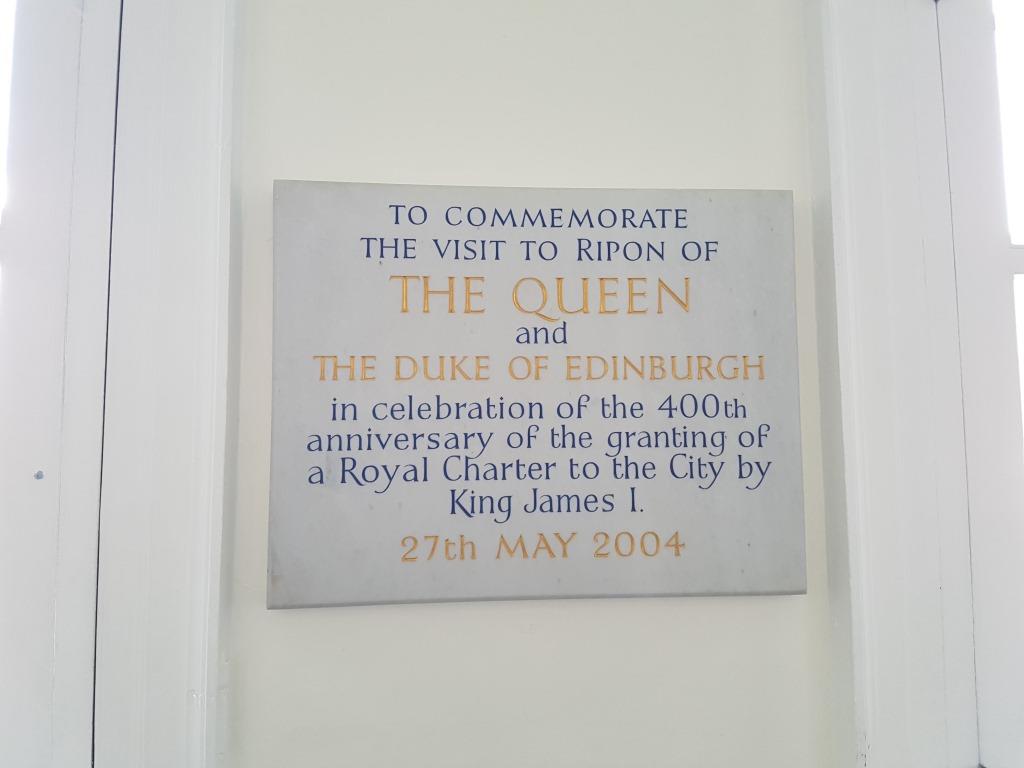 TO COMMEMORATE
THE VISIT TO RIPON OF
THE QUEEN
and
THE DUKE OF EDINBURGH
in celebration of the 400th
anniversary of the granting of
a Royal Charter to the City by
King James I.
27th MAY 2004